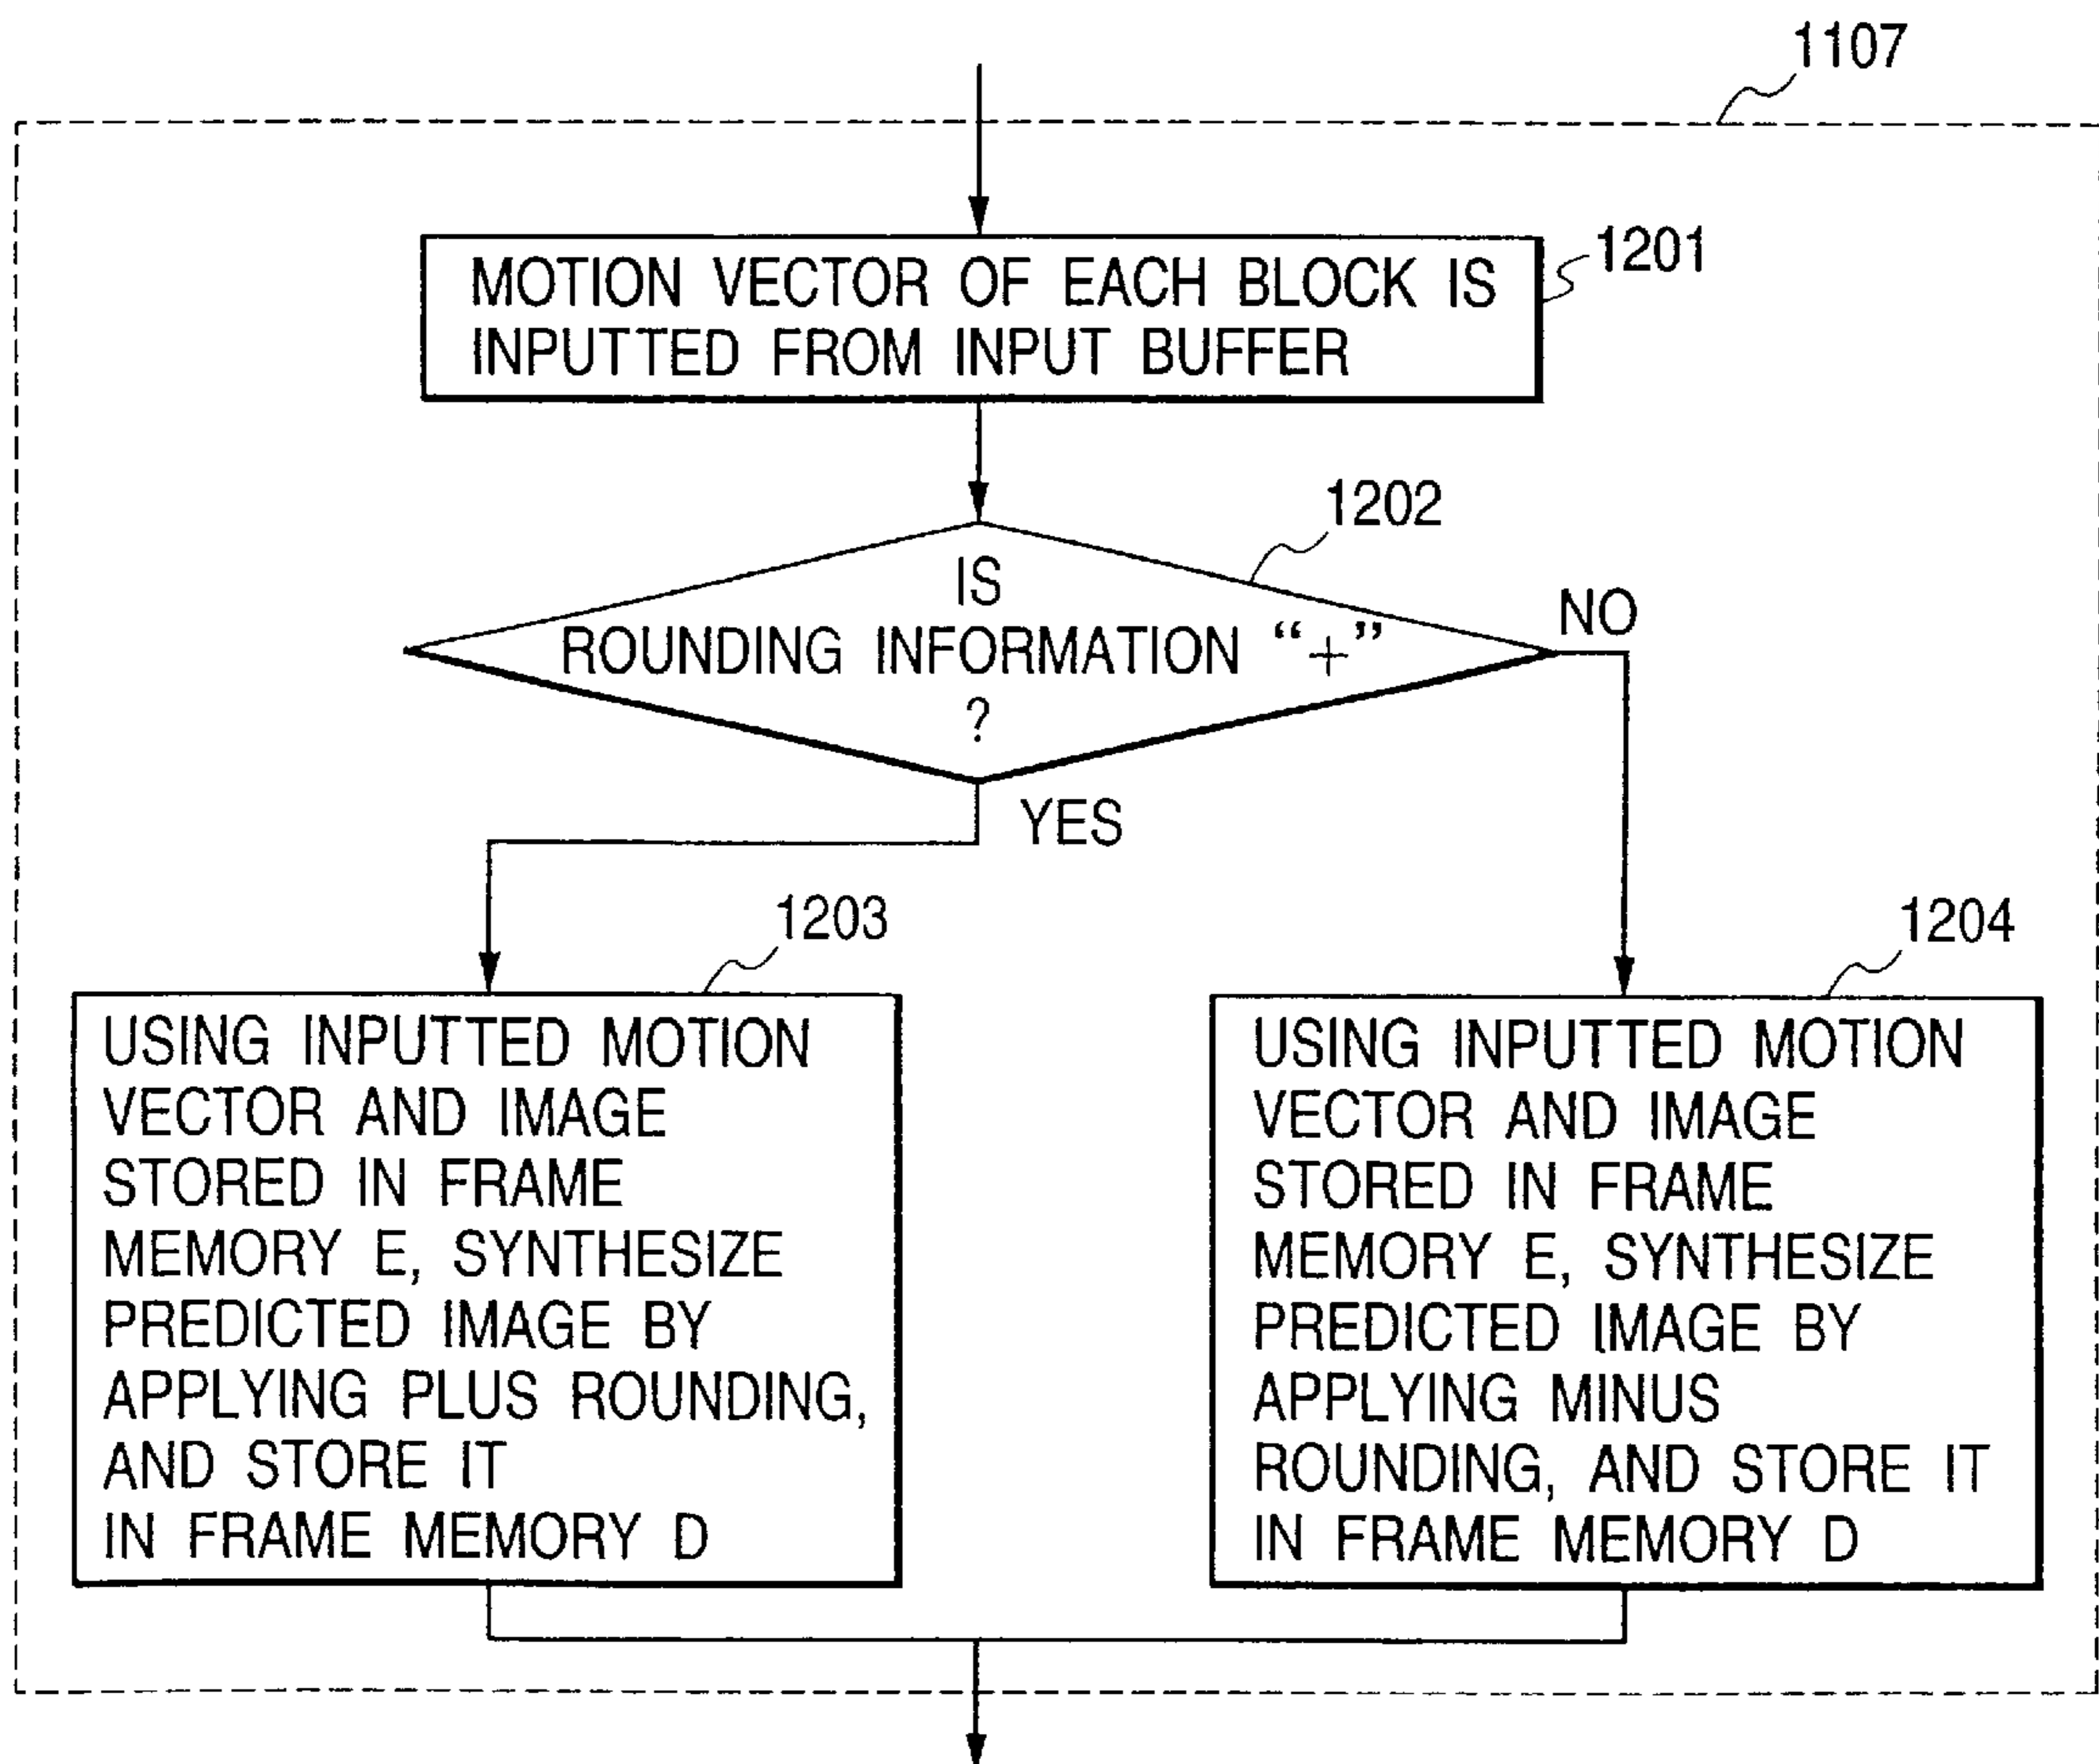 1107
1201
MOTION VECTOR OF EACH BLOCK IS
INPUTTED FROM INPUT BUFFER
1202
IS
ROUNDING INFORMATION “+”
?
NO
YES
1203
USING INPUTTED MOTION
VECTOR AND IMAGE
STORED IN FRAME
MEMORY E, SYNTHESIZE
PREDICTED IMAGE BY
APPLYING PLUS ROUNDING,
AND STORE IT
IN FRAME MEMORY D
1204
USING INPUTTED MOTION
VECTOR AND IMAGE
STORED IN FRAME
MEMORY E, SYNTHESIZE
PREDICTED IMAGE BY
APPLYING MINUS
ROUNDING, AND STORE IT
IN FRAME MEMORY D